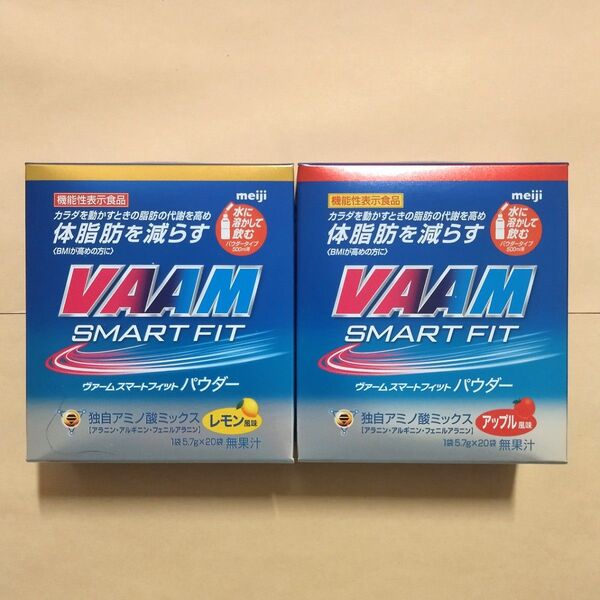 meiji
機能性表示食品
カラダを動かすときの脂肪の代謝を高め
体脂肪を減らす
〈BMIが高めの方に〉
水に
溶かして
飲む
パウダータイプ
500ml用
VAAM
SMART FIT
ヴァーム スマートフィット パウダー
独自アミノ酸ミックス
【アラニン・アルギニン・フェニルアラニン】
レモン風味
1袋5.7g×20袋 無果汁
meiji
機能性表示食品
カラダを動かすときの脂肪の代謝を高め
体脂肪を減らす
〈BMIが高めの方に〉
水に
溶かして
飲む
パウダータイプ
500ml用
VAAM
SMART FIT
ヴァーム スマートフィット パウダー
独自アミノ酸ミックス
【アラニン・アルギニン・フェニルアラニン】
アップル風味
1袋5.7g×20袋 無果汁